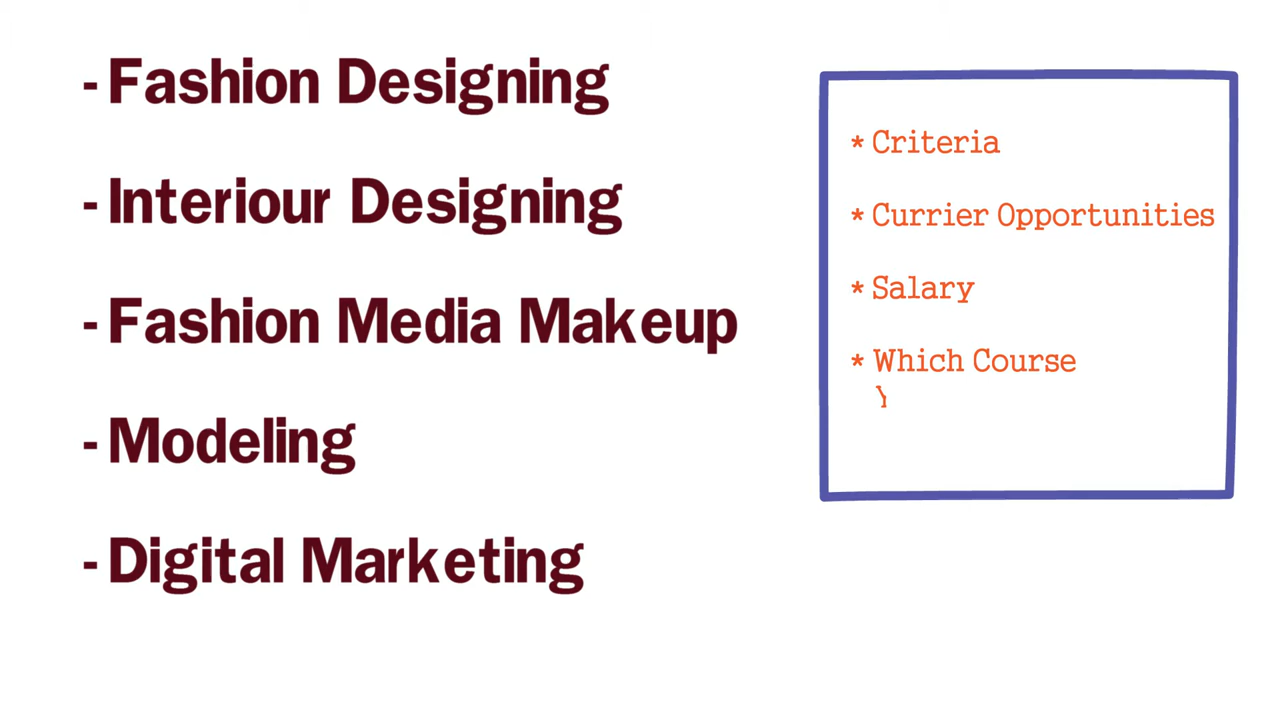 - Fashion Designing
- Interiour Designing
- Fashion Media Makeup
- Modeling
- Digital Marketing
* Criteria
* Currier Opportunities
* Salary
* Which Course